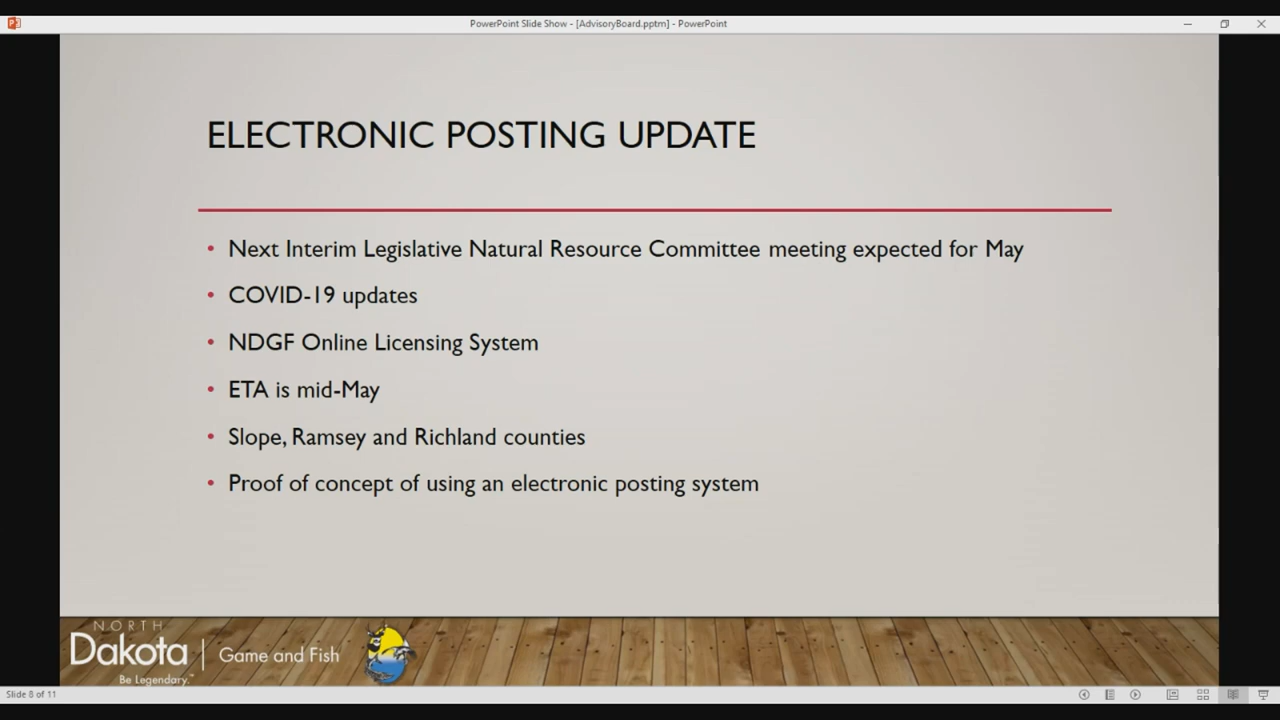 PowerPoint Slide Show - [AdvisoryBoard.pptm] - PowerPoint
ELECTRONIC POSTING UPDATE
• Next Interim Legislative Natural Resource Committee meeting expected for May
• COVID-19 updates
• NDGF Online Licensing System
• ETA is mid-May
• Slope, Ramsey and Richland counties
• Proof of concept of using an electronic posting system
NORTH
Dakota | Game and Fish
Be Legendary.™
Slide 8 of 11